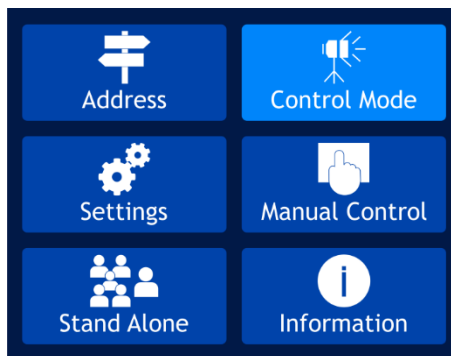 Address
Control Mode
Settings
Manual Control
Stand Alone
i
Information